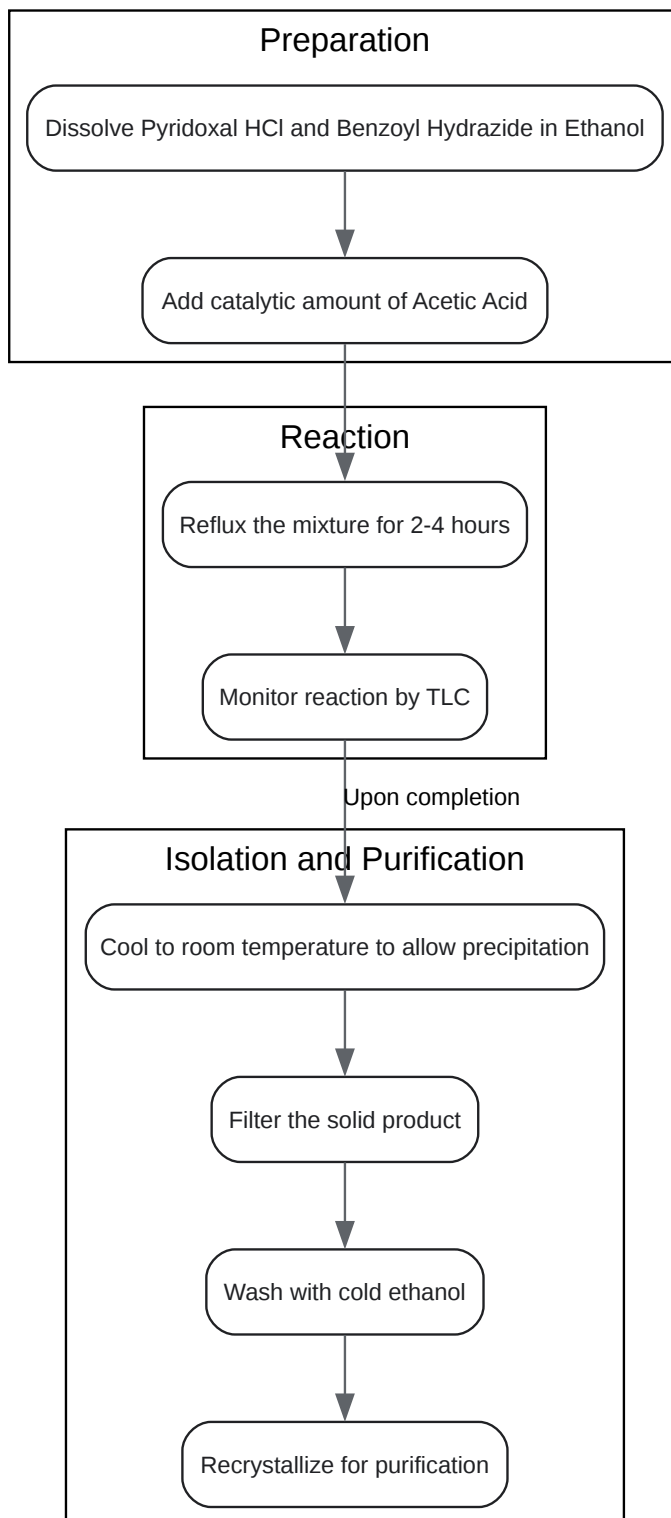 Preparation
Dissolve Pyridoxal HCl and Benzoyl Hydrazide in Ethanol
Add catalytic amount of Acetic Acid
Reaction
Reflux the mixture for 2-4 hours
Monitor reaction by TLC
Upon completion
Isolation and Purification
Cool to room temperature to allow precipitation
Filter the solid product
Wash with cold ethanol
Recrystallize for purification